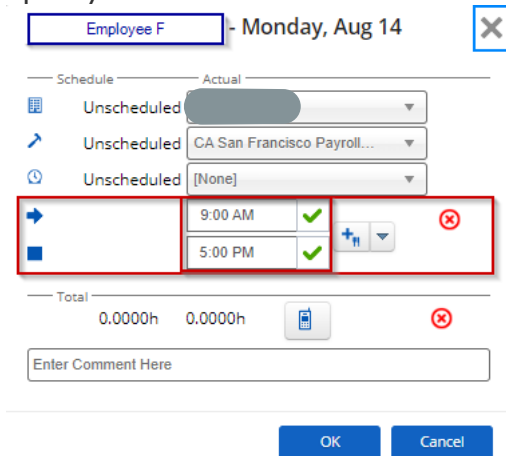 Employee F - Monday, Aug 14
Schedule Actual
Unscheduled
Unscheduled CA San Francisco Payroll...
Unscheduled [None]
9:00 AM
5:00 PM
Total
0.0000h 0.0000h
Enter Comment Here
OK Cancel